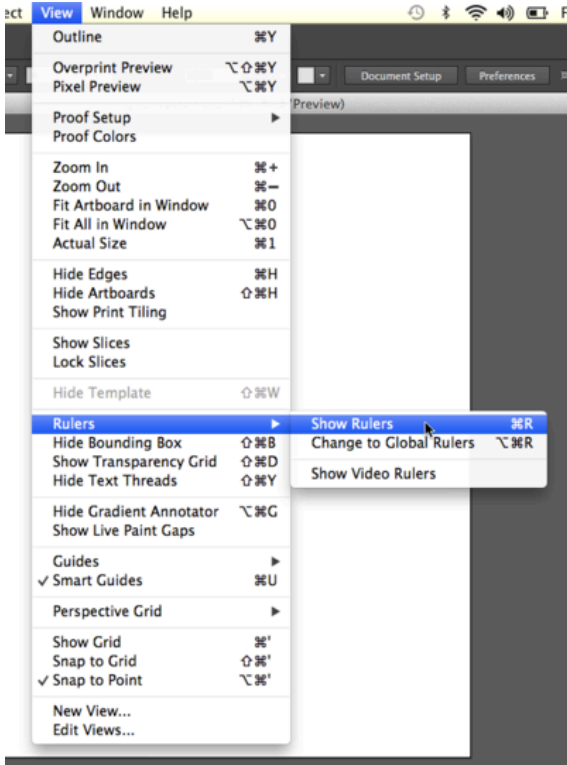 ect View Window Help F
Outline ⌘Y
Document Setup Preferences
Overprint Preview ⌥⇧⌘Y
Pixel Preview ⌥⌘Y
Preview)
Proof Setup ▶
Proof Colors
Zoom In ⌘+
Zoom Out ⌘−
Fit Artboard in Window ⌘0
Fit All in Window ⌥⌘0
Actual Size ⌘1
Hide Edges ⌘H
Hide Artboards ⇧⌘H
Show Print Tiling
Show Slices
Lock Slices
Hide Template ⇧⌘W
Rulers ▶
Show Rulers ⌘R
Hide Bounding Box ⇧⌘B
Change to Global Rulers ⌥⌘R
Show Transparency Grid ⇧⌘D
Show Video Rulers
Hide Text Threads ⇧⌘Y
Hide Gradient Annotator ⌥⌘G
Show Live Paint Gaps
Guides ▶
✓ Smart Guides ⌘U
Perspective Grid ▶
Show Grid ⌘'
Snap to Grid ⇧⌘'
✓ Snap to Point ⌥⌘'
New View...
Edit Views...